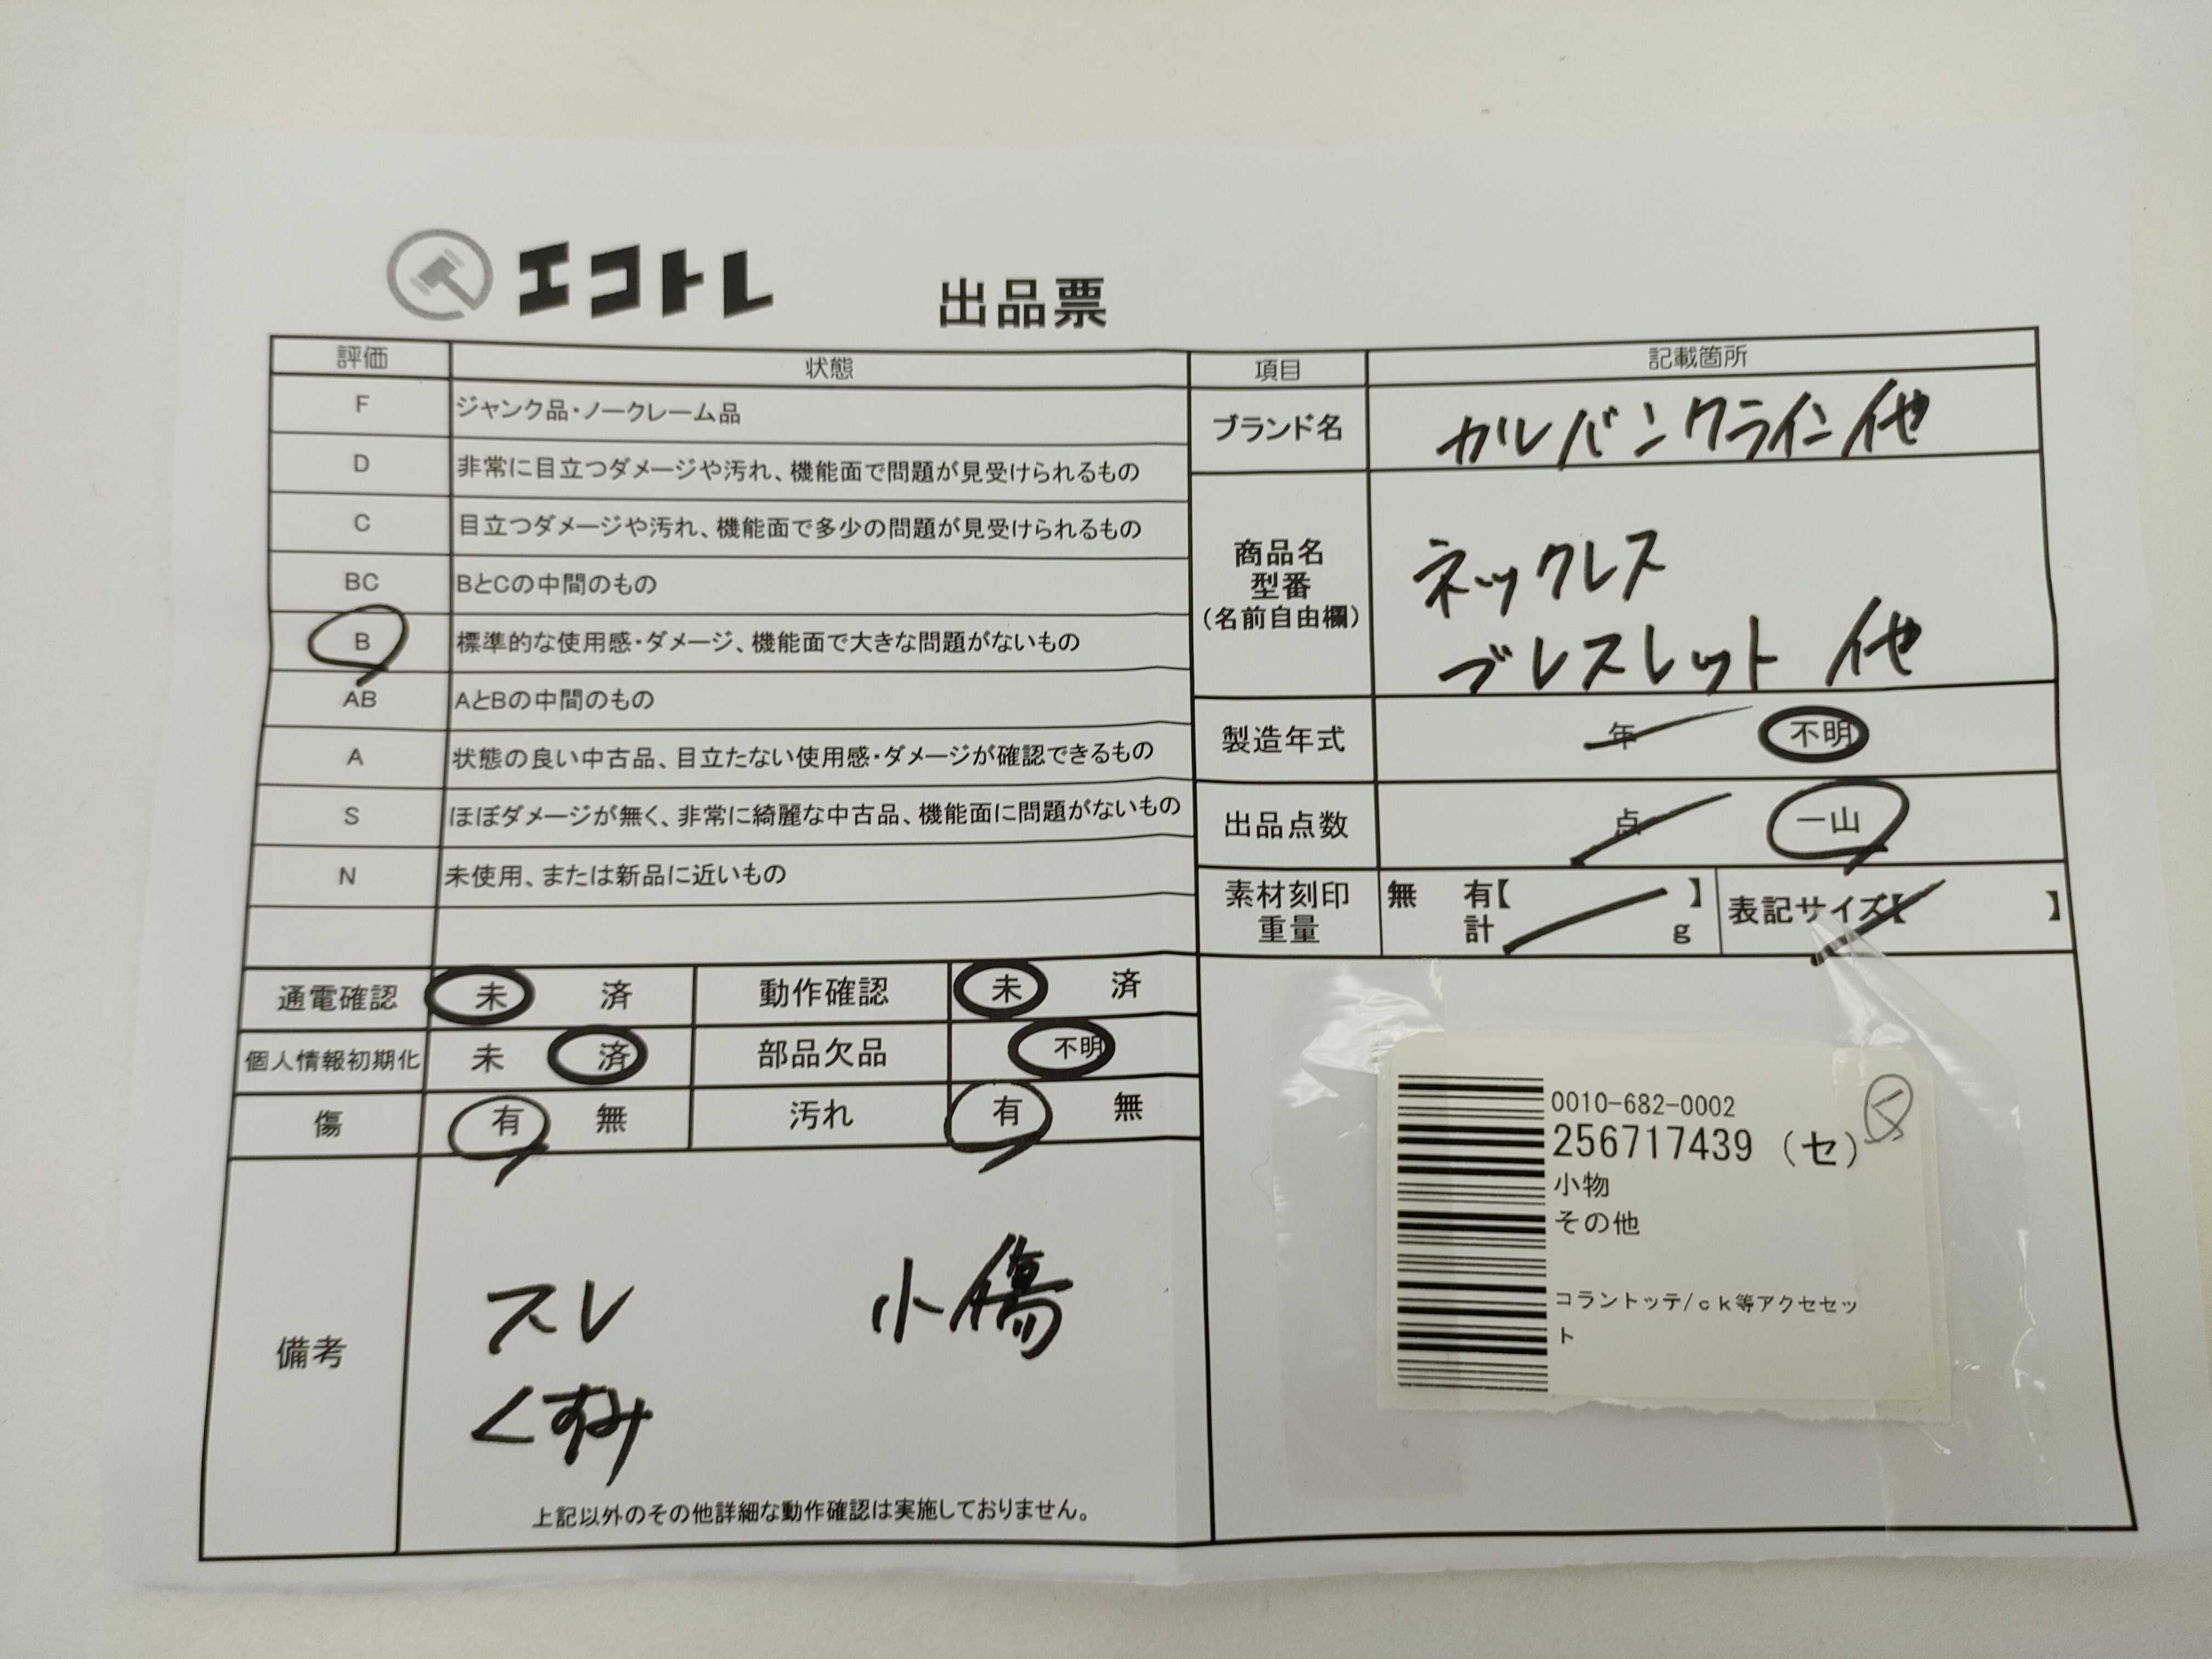 エコトレ 出品票
評価 状態
F ジャンク品・ノークレーム品
D 非常に目立つダメージや汚れ、機能面で問題が見受けられるもの
C 目立つダメージや汚れ、機能面で多少の問題が見受けられるもの
BC BとCの中間のもの
B 標準的な使用感・ダメージ、機能面で大きな問題がないもの
AB AとBの中間のもの
A 状態の良い中古品、目立たない使用感・ダメージが確認できるもの
S ほぼダメージが無く、非常に綺麗な中古品、機能面に問題がないもの
N 未使用、または新品に近いもの
通電確認 未 済 動作確認 未 済
個人情報初期化 未 済 部品欠品 不明
傷 有 無 汚れ 有 無
備考
スレ 小傷
くすみ
上記以外のその他詳細な動作確認は実施しておりません。
項目 記載箇所
ブランド名 カルバンクライン他
商品名
型番
(名前自由欄)
ネックレス
ブレスレット 他
製造年式 年 不明
出品点数 点 一山
素材刻印 無 有【 】 表記サイズ【 】
重量 計 g
0010-682-0002
256717439 (セ)
小物
その他
コラントッテ/ck等アクセセッ
ト